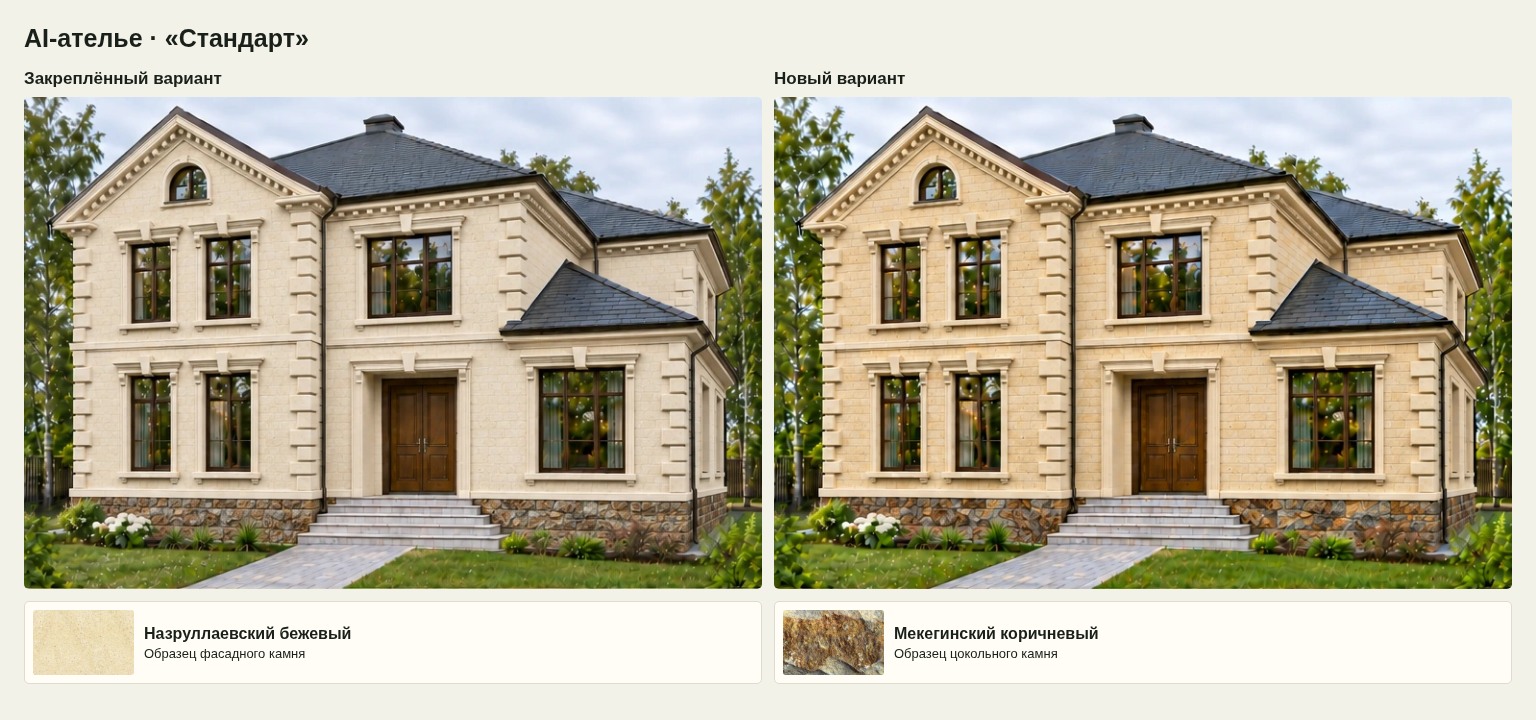 AI-ателье · «Стандарт»
Закреплённый вариант
Новый вариант
Назруллаевский бежевый
Образец фасадного камня
Мекегинский коричневый
Образец цокольного камня